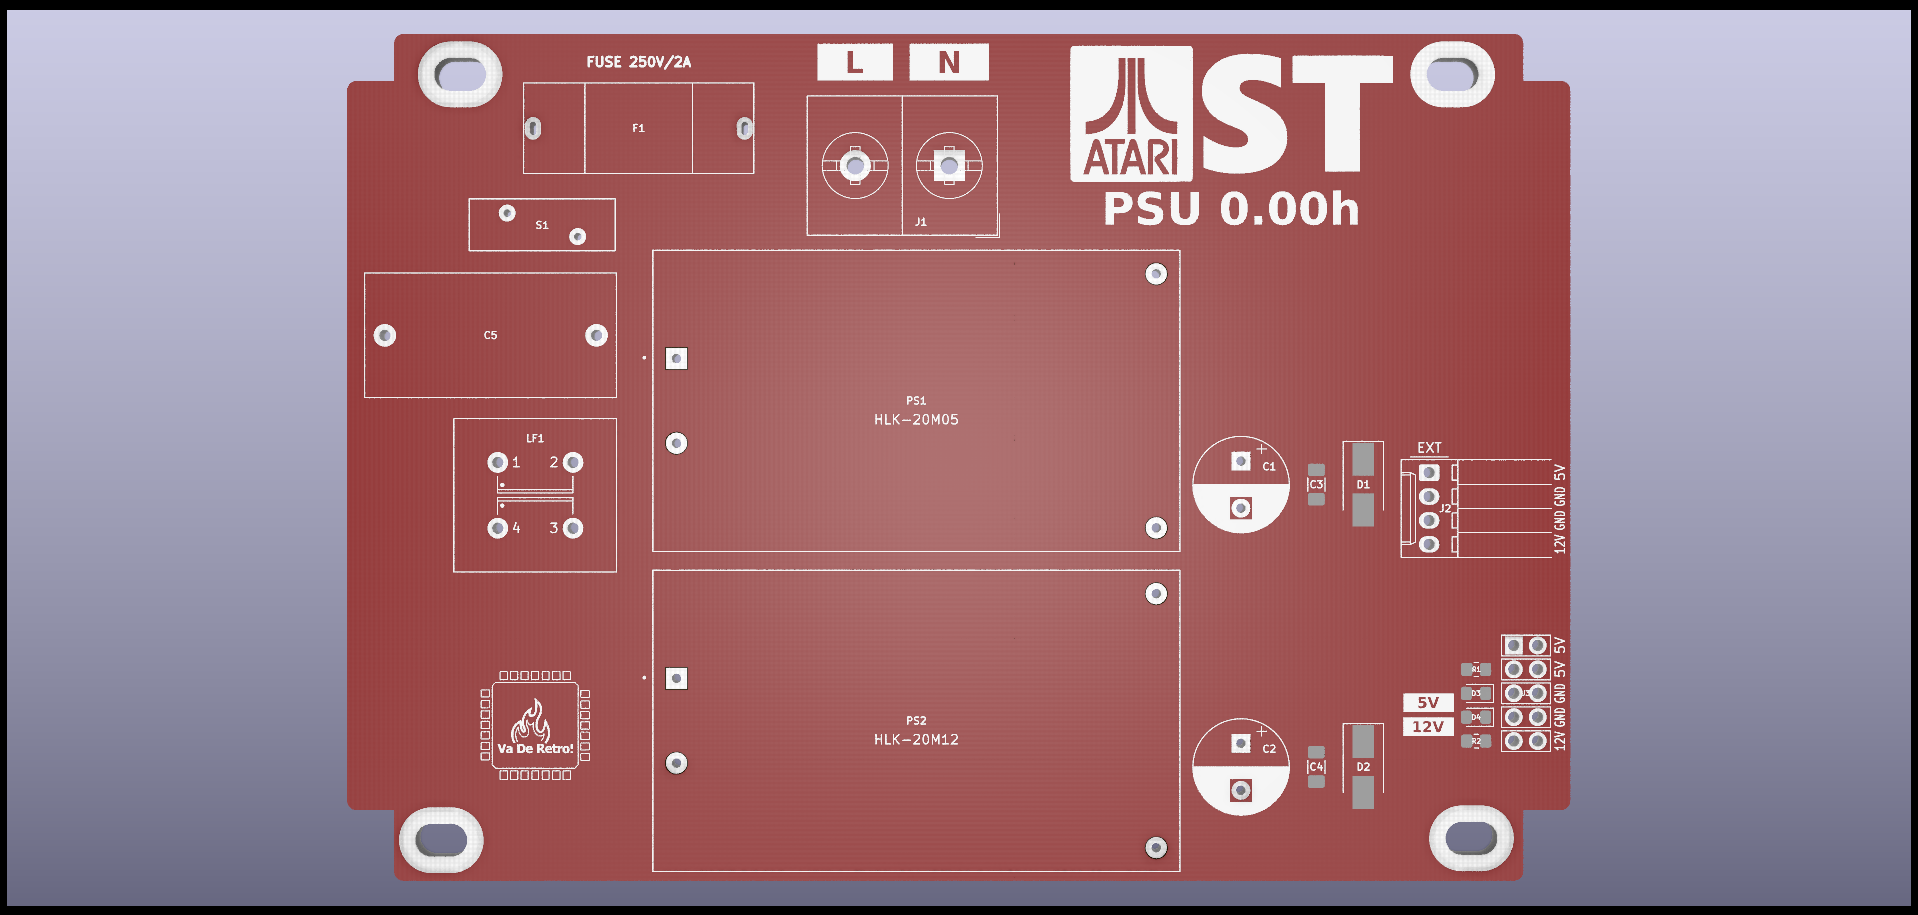 FUSE 250V/2A
L
N
ATARI
ST
PSU 0.00h
F1
S1
J1
C5
PS1
HLK-20M05
LF1
1
2
4
3
C1
C3
D1
EXT
J2
5V
GND
GND
12V
PS2
HLK-20M12
C2
C4
D2
5V
5V
GND
GND
12V
R1
D3
J3
D4
R2
5V
12V
Va De Retro!